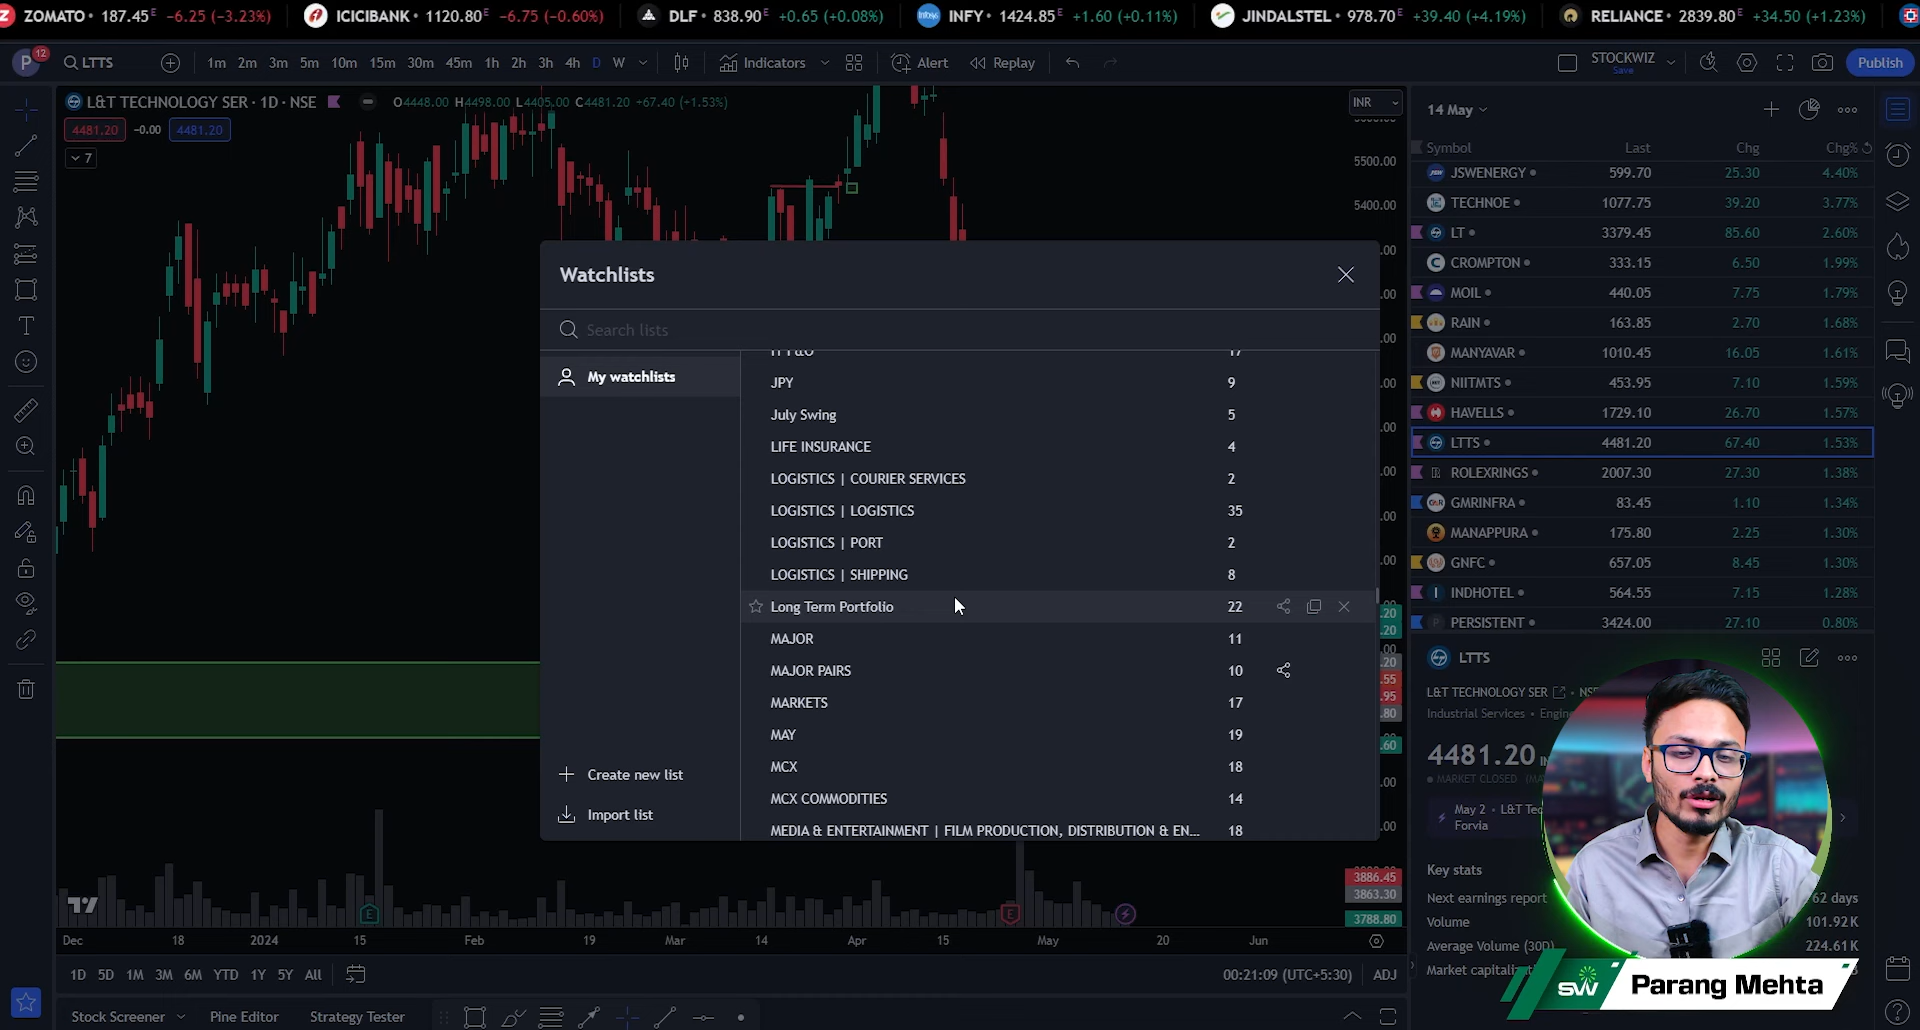 ZOMATO • 187.45E -6.25 (-3.23%) ICICIBANK • 1120.80E -6.75 (-0.60%) DLF • 838.90E +0.65 (+0.08%) INFY • 1424.85E +1.60 (+0.11%) JINDALSTEL • 978.70E +39.40 (+4.19%) RELIANCE • 2839.80E +34.50 (+1.23%)
P 12 LTTS 1m 2m 3m 5m 10m 15m 30m 45m 1h 2h 3h 4h D W Indicators Alert Replay STOCKWIZ Save Publish
L&T TECHNOLOGY SER · 1D · NSE O4448.00 H4498.00 L4405.00 C4481.20 +67.40 (+1.53%) INR
4481.20 -0.00 4481.20
7
5500.00
5400.00
14 May
Symbol Last Chg Chg%
JSWENERGY 599.70 25.30 4.40%
TECHNOE 1077.75 39.20 3.77%
LT 3379.45 85.60 2.60%
CROMPTON 333.15 6.50 1.99%
MOIL 440.05 7.75 1.79%
RAIN 163.85 2.70 1.68%
MANYAVAR 1010.45 16.05 1.61%
NIITMTS 453.95 7.10 1.59%
HAVELLS 1729.10 26.70 1.57%
LTTS 4481.20 67.40 1.53%
ROLEXRINGS 2007.30 27.30 1.38%
GMRINFRA 83.45 1.10 1.34%
MANAPPURA 175.80 2.25 1.30%
GNFC 657.05 8.45 1.30%
INDHOTEL 564.55 7.15 1.28%
PERSISTENT 3424.00 27.10 0.80%
Watchlists
Search lists
My watchlists
JPY 9
July Swing 5
LIFE INSURANCE 4
LOGISTICS | COURIER SERVICES 2
LOGISTICS | LOGISTICS 35
LOGISTICS | PORT 2
LOGISTICS | SHIPPING 8
Long Term Portfolio 22
MAJOR 11
MAJOR PAIRS 10
MARKETS 17
MAY 19
MCX 18
MCX COMMODITIES 14
MEDIA & ENTERTAINMENT | FILM PRODUCTION, DISTRIBUTION & EN... 18
Create new list
Import list
LTTS
L&T TECHNOLOGY SER
Industrial Services •
4481.20
MARKET CLOSED
May 2 • L&T
Forvia
Key stats
Next earnings report 62 days
Volume 101.92K
Average Volume (30D) 224.61K
3886.45
3863.30
3788.80
Dec 18 2024 15 Feb 19 Mar 14 Apr 15 May 20 Jun
1D 5D 1M 3M 6M YTD 1Y 5Y All 00:21:09 (UTC+5:30) ADJ
Stock Screener Pine Editor Strategy Tester
SW Parang Mehta